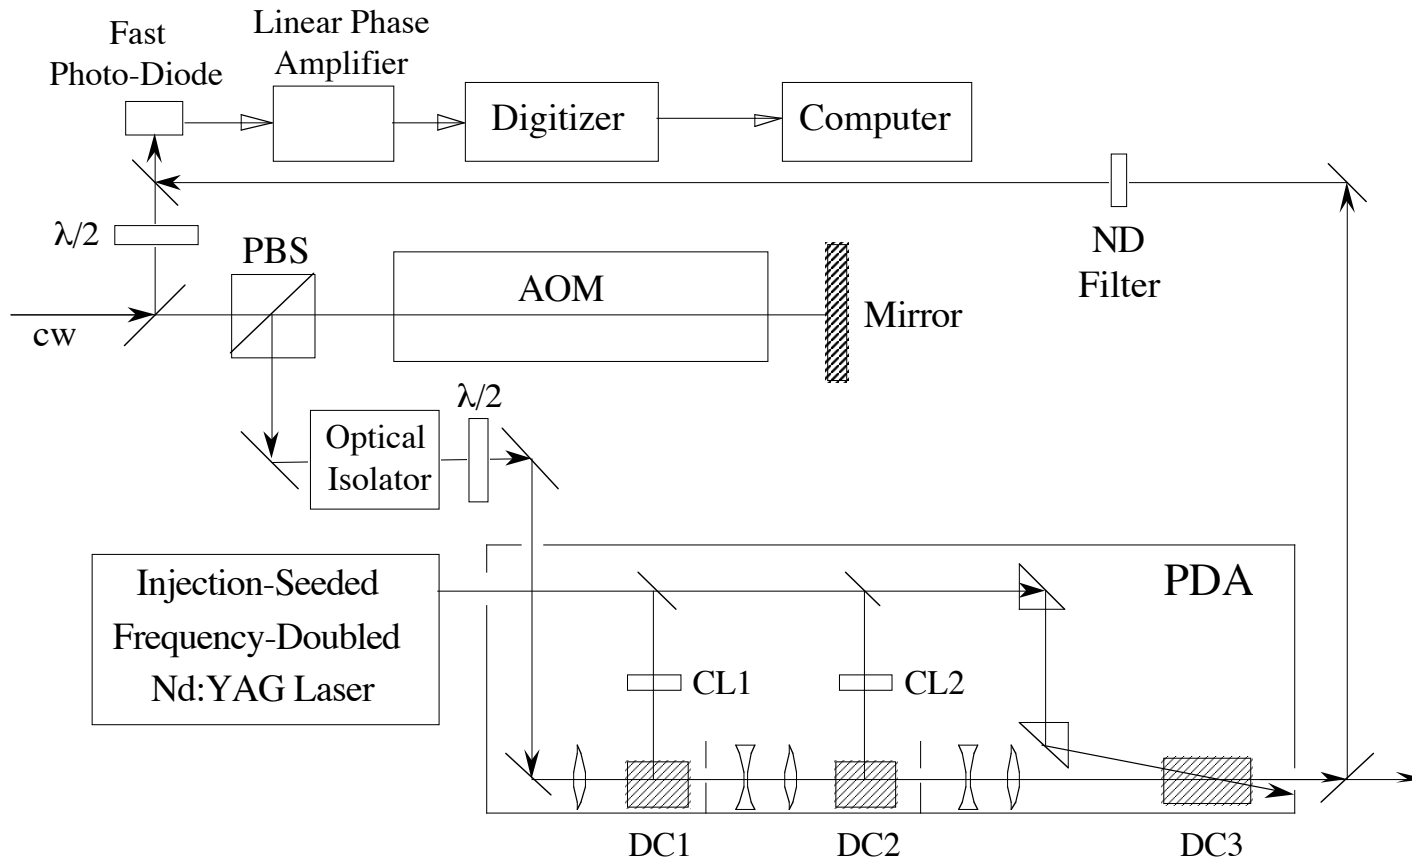 Fast
Photo-Diode
Linear Phase
Amplifier
Digitizer
Computer
λ/2
PBS
AOM
Mirror
ND
Filter
cw
λ/2
Optical
Isolator
Injection-Seeded
Frequency-Doubled
Nd:YAG Laser
PDA
CL1
CL2
DC1
DC2
DC3